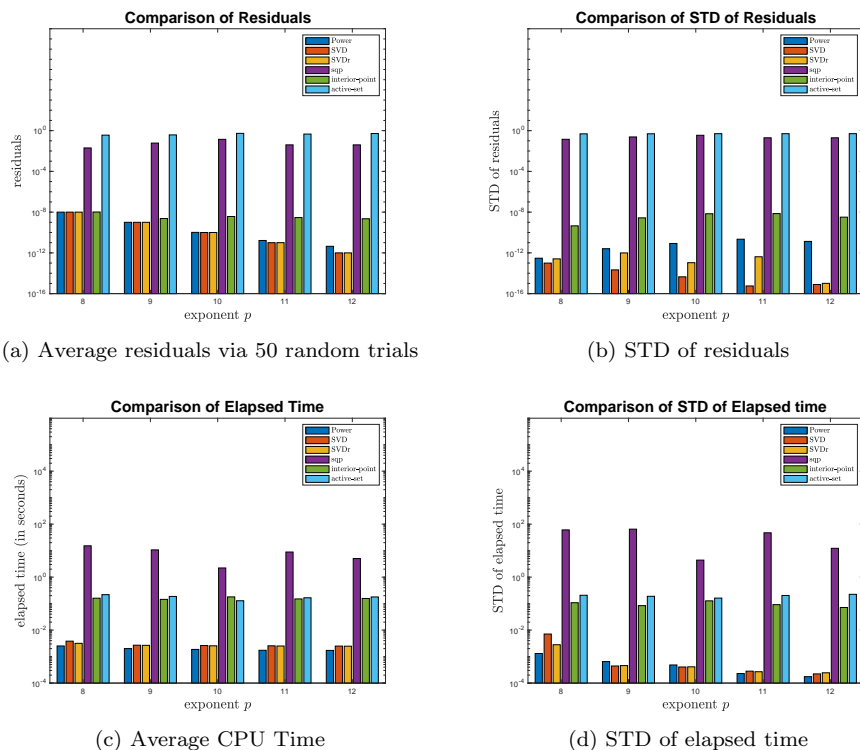 Comparison of Residuals
Power
SVD
SVDr
sqp
interior-point
active-set
residuals
10^0
10^-4
10^-8
10^-12
10^-16
8 9 10 11 12
exponent p
(a) Average residuals via 50 random trials
Comparison of STD of Residuals
Power
SVD
SVDr
sqp
interior-point
active-set
STD of residuals
10^0
10^-4
10^-8
10^-12
10^-16
8 9 10 11 12
exponent p
(b) STD of residuals
Comparison of Elapsed Time
Power
SVD
SVDr
sqp
interior-point
active-set
elapsed time (in seconds)
10^4
10^2
10^0
10^-2
10^-4
8 9 10 11 12
exponent p
(c) Average CPU Time
Comparison of STD of Elapsed time
Power
SVD
SVDr
sqp
interior-point
active-set
STD of elapsed time
10^4
10^2
10^0
10^-2
10^-4
8 9 10 11 12
exponent p
(d) STD of elapsed time